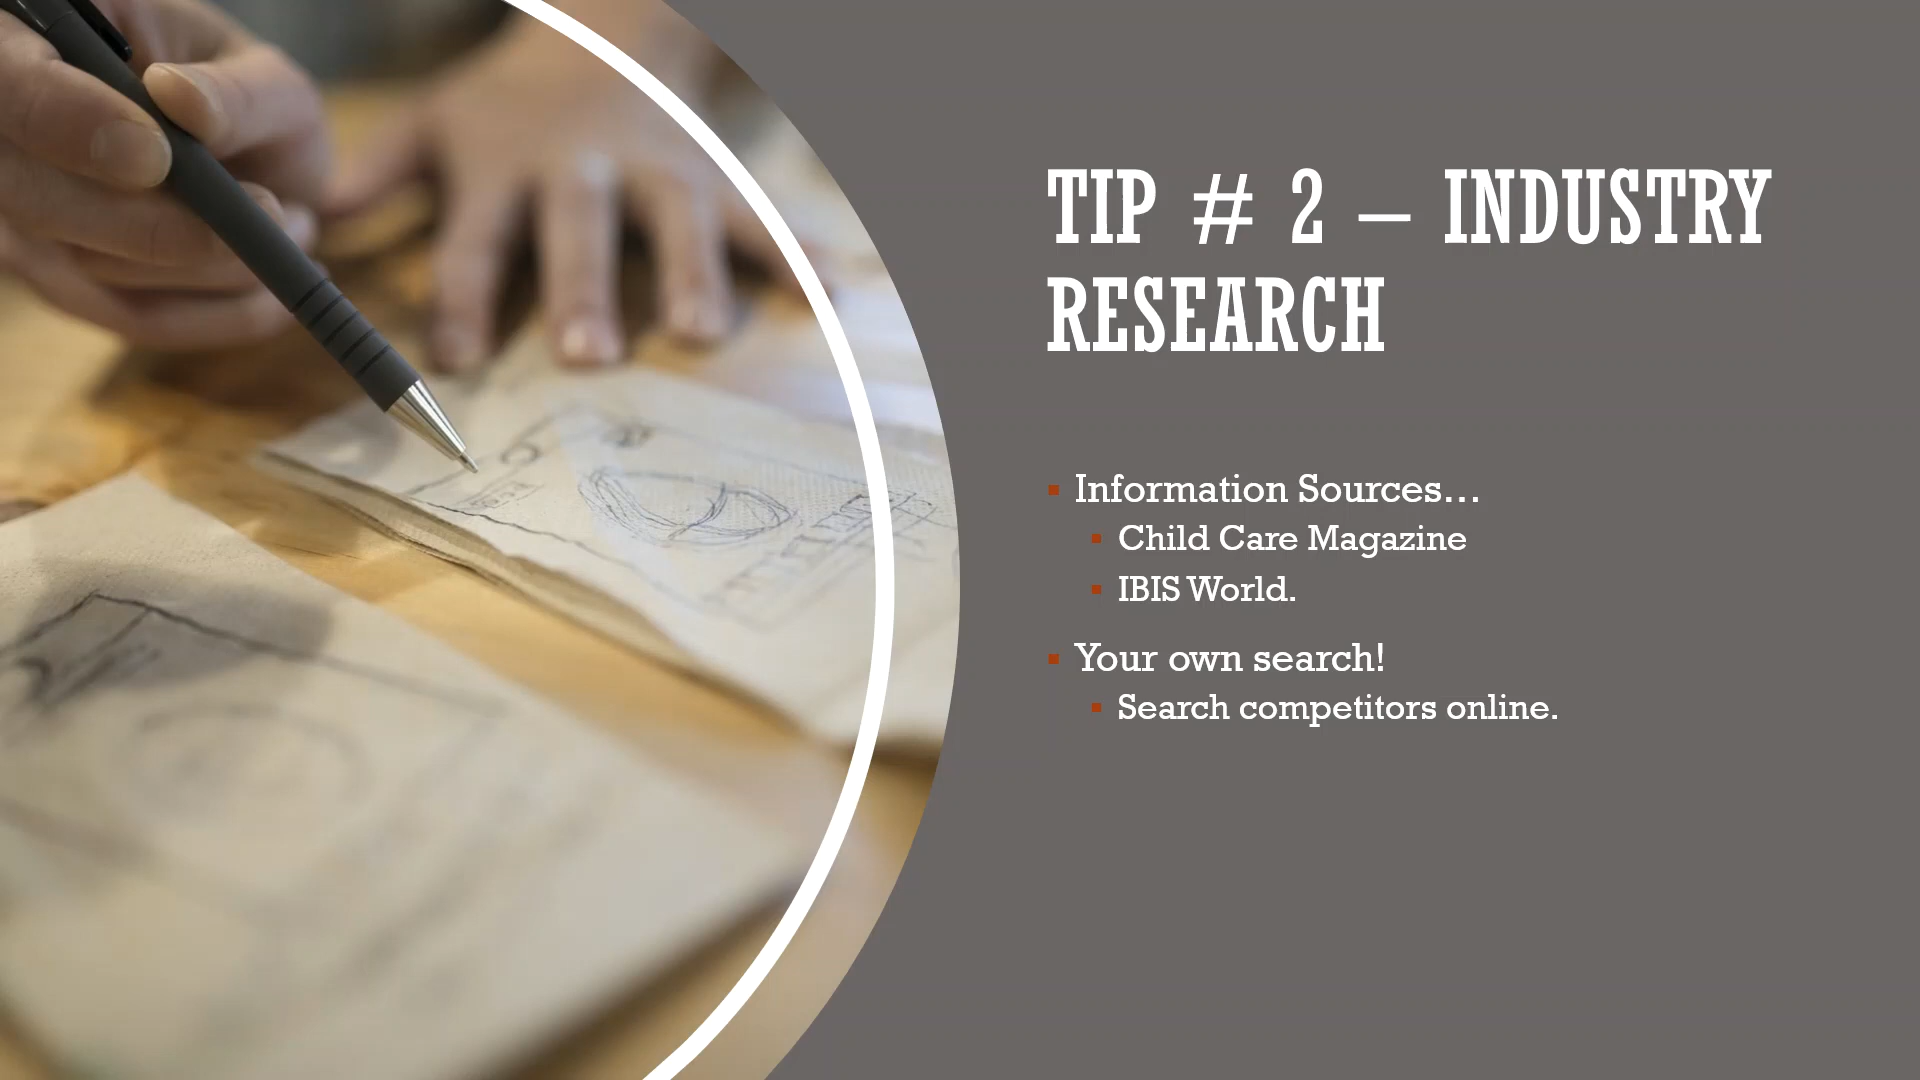 TIP # 2 – INDUSTRY
RESEARCH
Information Sources…
Child Care Magazine
IBIS World.
Your own search!
Search competitors online.